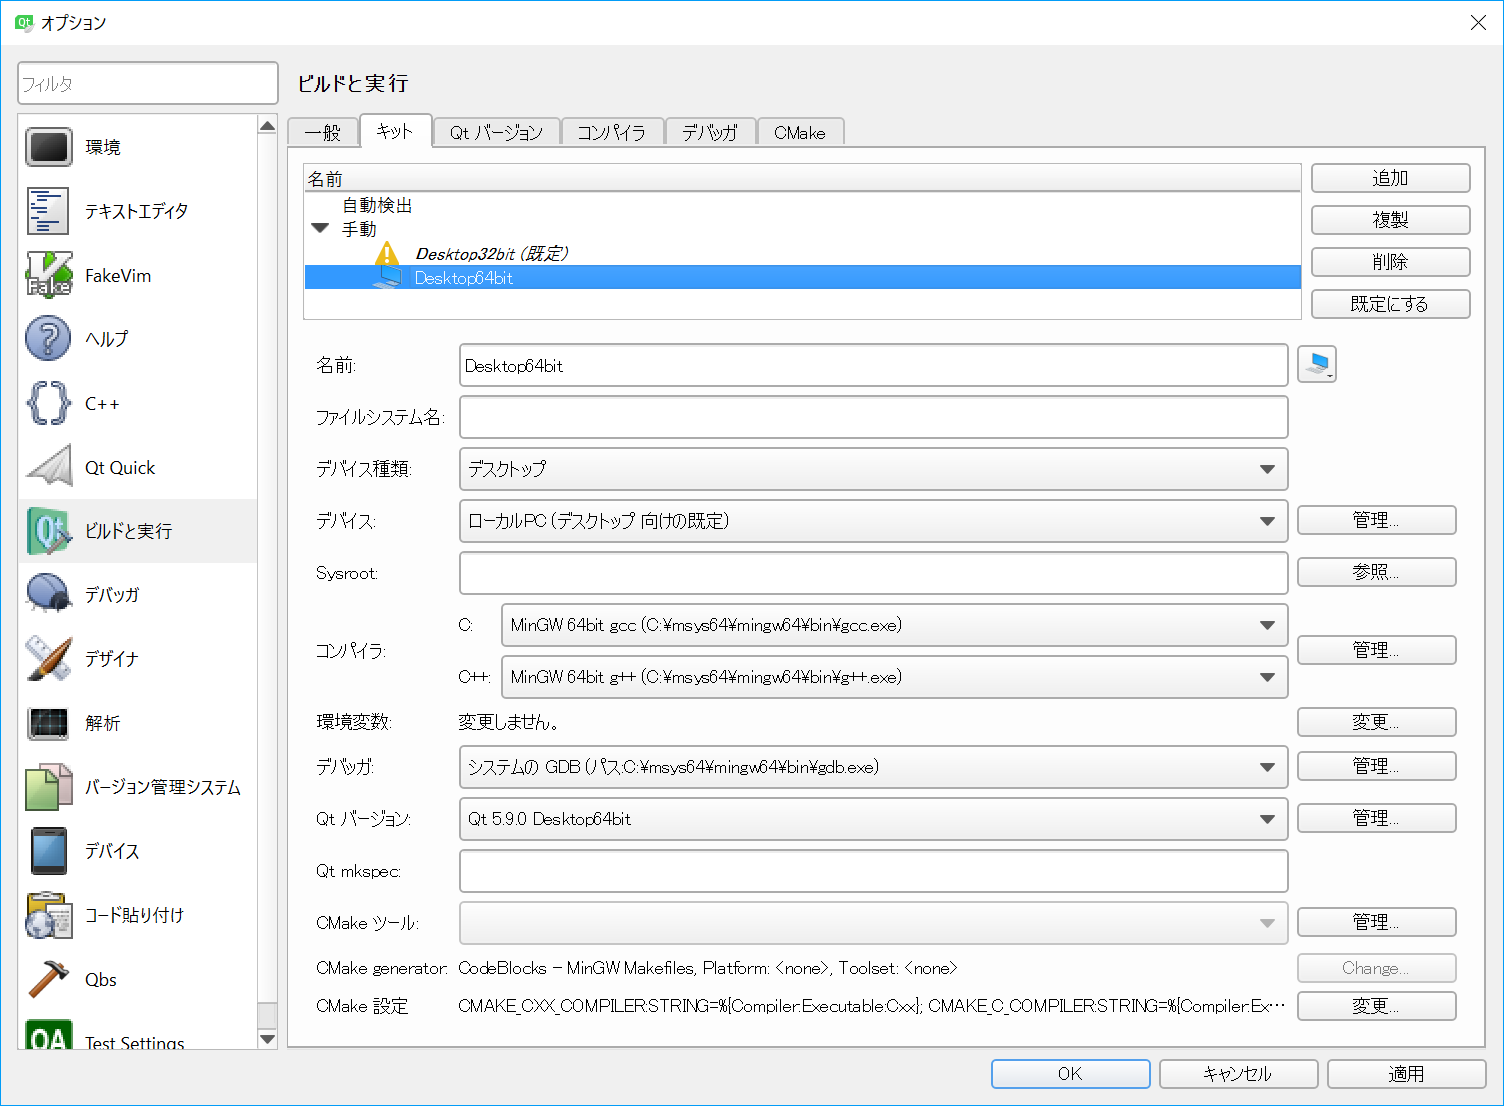 オプション
フィルタ
環境
テキストエディタ
FakeVim
ヘルプ
C++
Qt Quick
ビルドと実行
デバッガ
デザイナ
解析
バージョン管理システム
デバイス
コード貼り付け
Qbs
Test Settings
ビルドと実行
一般 キット Qt バージョン コンパイラ デバッガ CMake
名前
自動検出
手動
Desktop32bit (既定)
Desktop64bit
追加
複製
削除
既定にする
名前: Desktop64bit
ファイルシステム名:
デバイス種類: デスクトップ
デバイス: ローカルPC (デスクトップ 向けの既定) 管理...
Sysroot: 参照...
コンパイラ: 管理...
C: MinGW 64bit gcc (C:¥msys64¥mingw64¥bin¥gcc.exe)
C++: MinGW 64bit g++ (C:¥msys64¥mingw64¥bin¥g++.exe)
環境変数: 変更しません。 変更...
デバッガ: システムの GDB (パス:C:¥msys64¥mingw64¥bin¥gdb.exe) 管理...
Qt バージョン: Qt 5.9.0 Desktop64bit 管理...
Qt mkspec:
CMake ツール: 管理...
CMake generator: CodeBlocks - MinGW Makefiles, Platform: <none>, Toolset: <none> Change...
CMake 設定 CMAKE_CXX_COMPILER:STRING=%{Compiler:Executable:Cxx}; CMAKE_C_COMPILER:STRING=%{Compiler:Ex… 変更...
OK キャンセル 適用